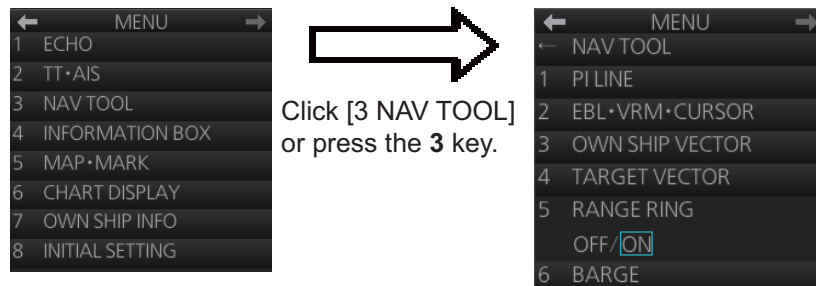 ← MENU →
1 ECHO
2 TT•AIS
3 NAV TOOL
4 INFORMATION BOX
5 MAP•MARK
6 CHART DISPLAY
7 OWN SHIP INFO
8 INITIAL SETTING
Click [3 NAV TOOL]
or press the 3 key.
← MENU →
← NAV TOOL
1 PI LINE
2 EBL•VRM•CURSOR
3 OWN SHIP VECTOR
4 TARGET VECTOR
5 RANGE RING
OFF/ON
6 BARGE